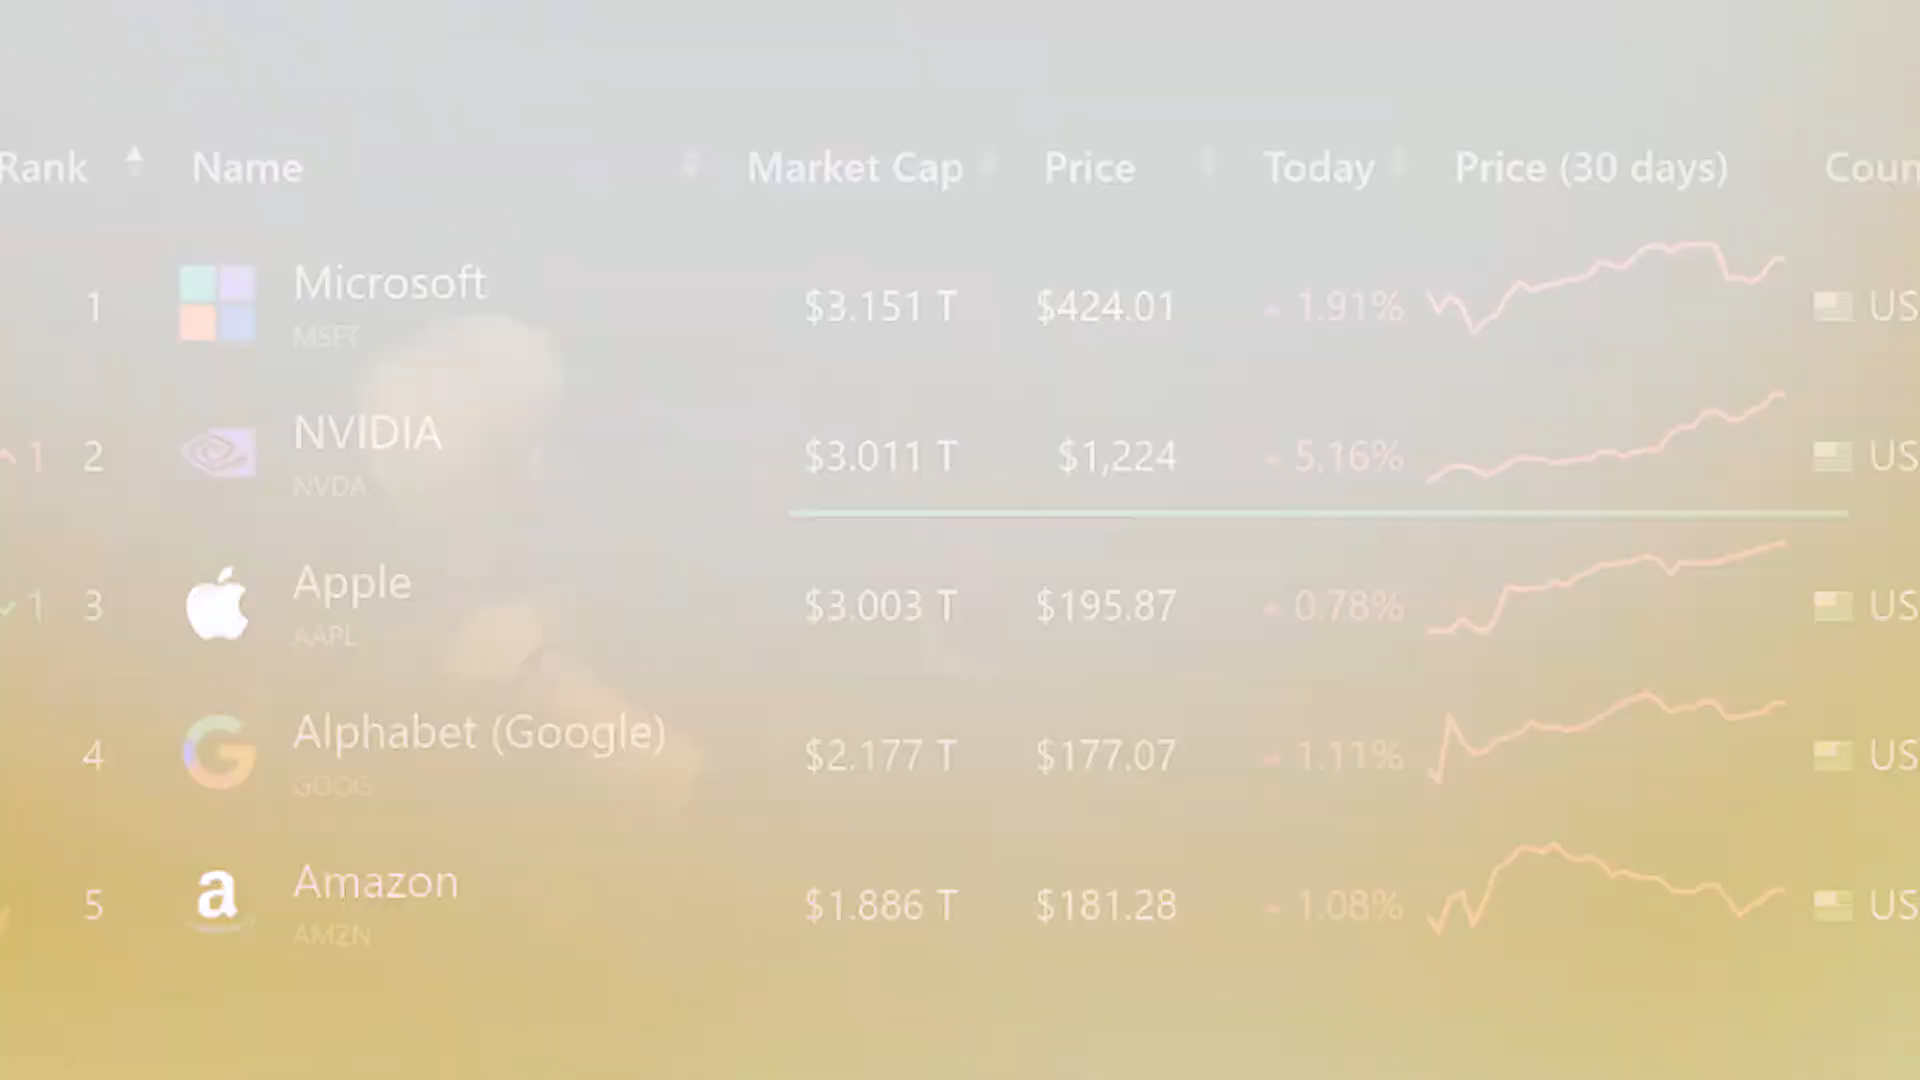 Rank Name Market Cap Price Today Price (30 days) Coun
1 Microsoft $3.151 T $424.01 1.91% US
MSFT
1 2 NVIDIA $3.011 T $1,224 5.16% US
NVDA
1 3 Apple $3.003 T $195.87 0.78% US
AAPL
4 Alphabet (Google) $2.177 T $177.07 1.11% US
GOOG
5 Amazon $1.886 T $181.28 1.08% US
AMZN